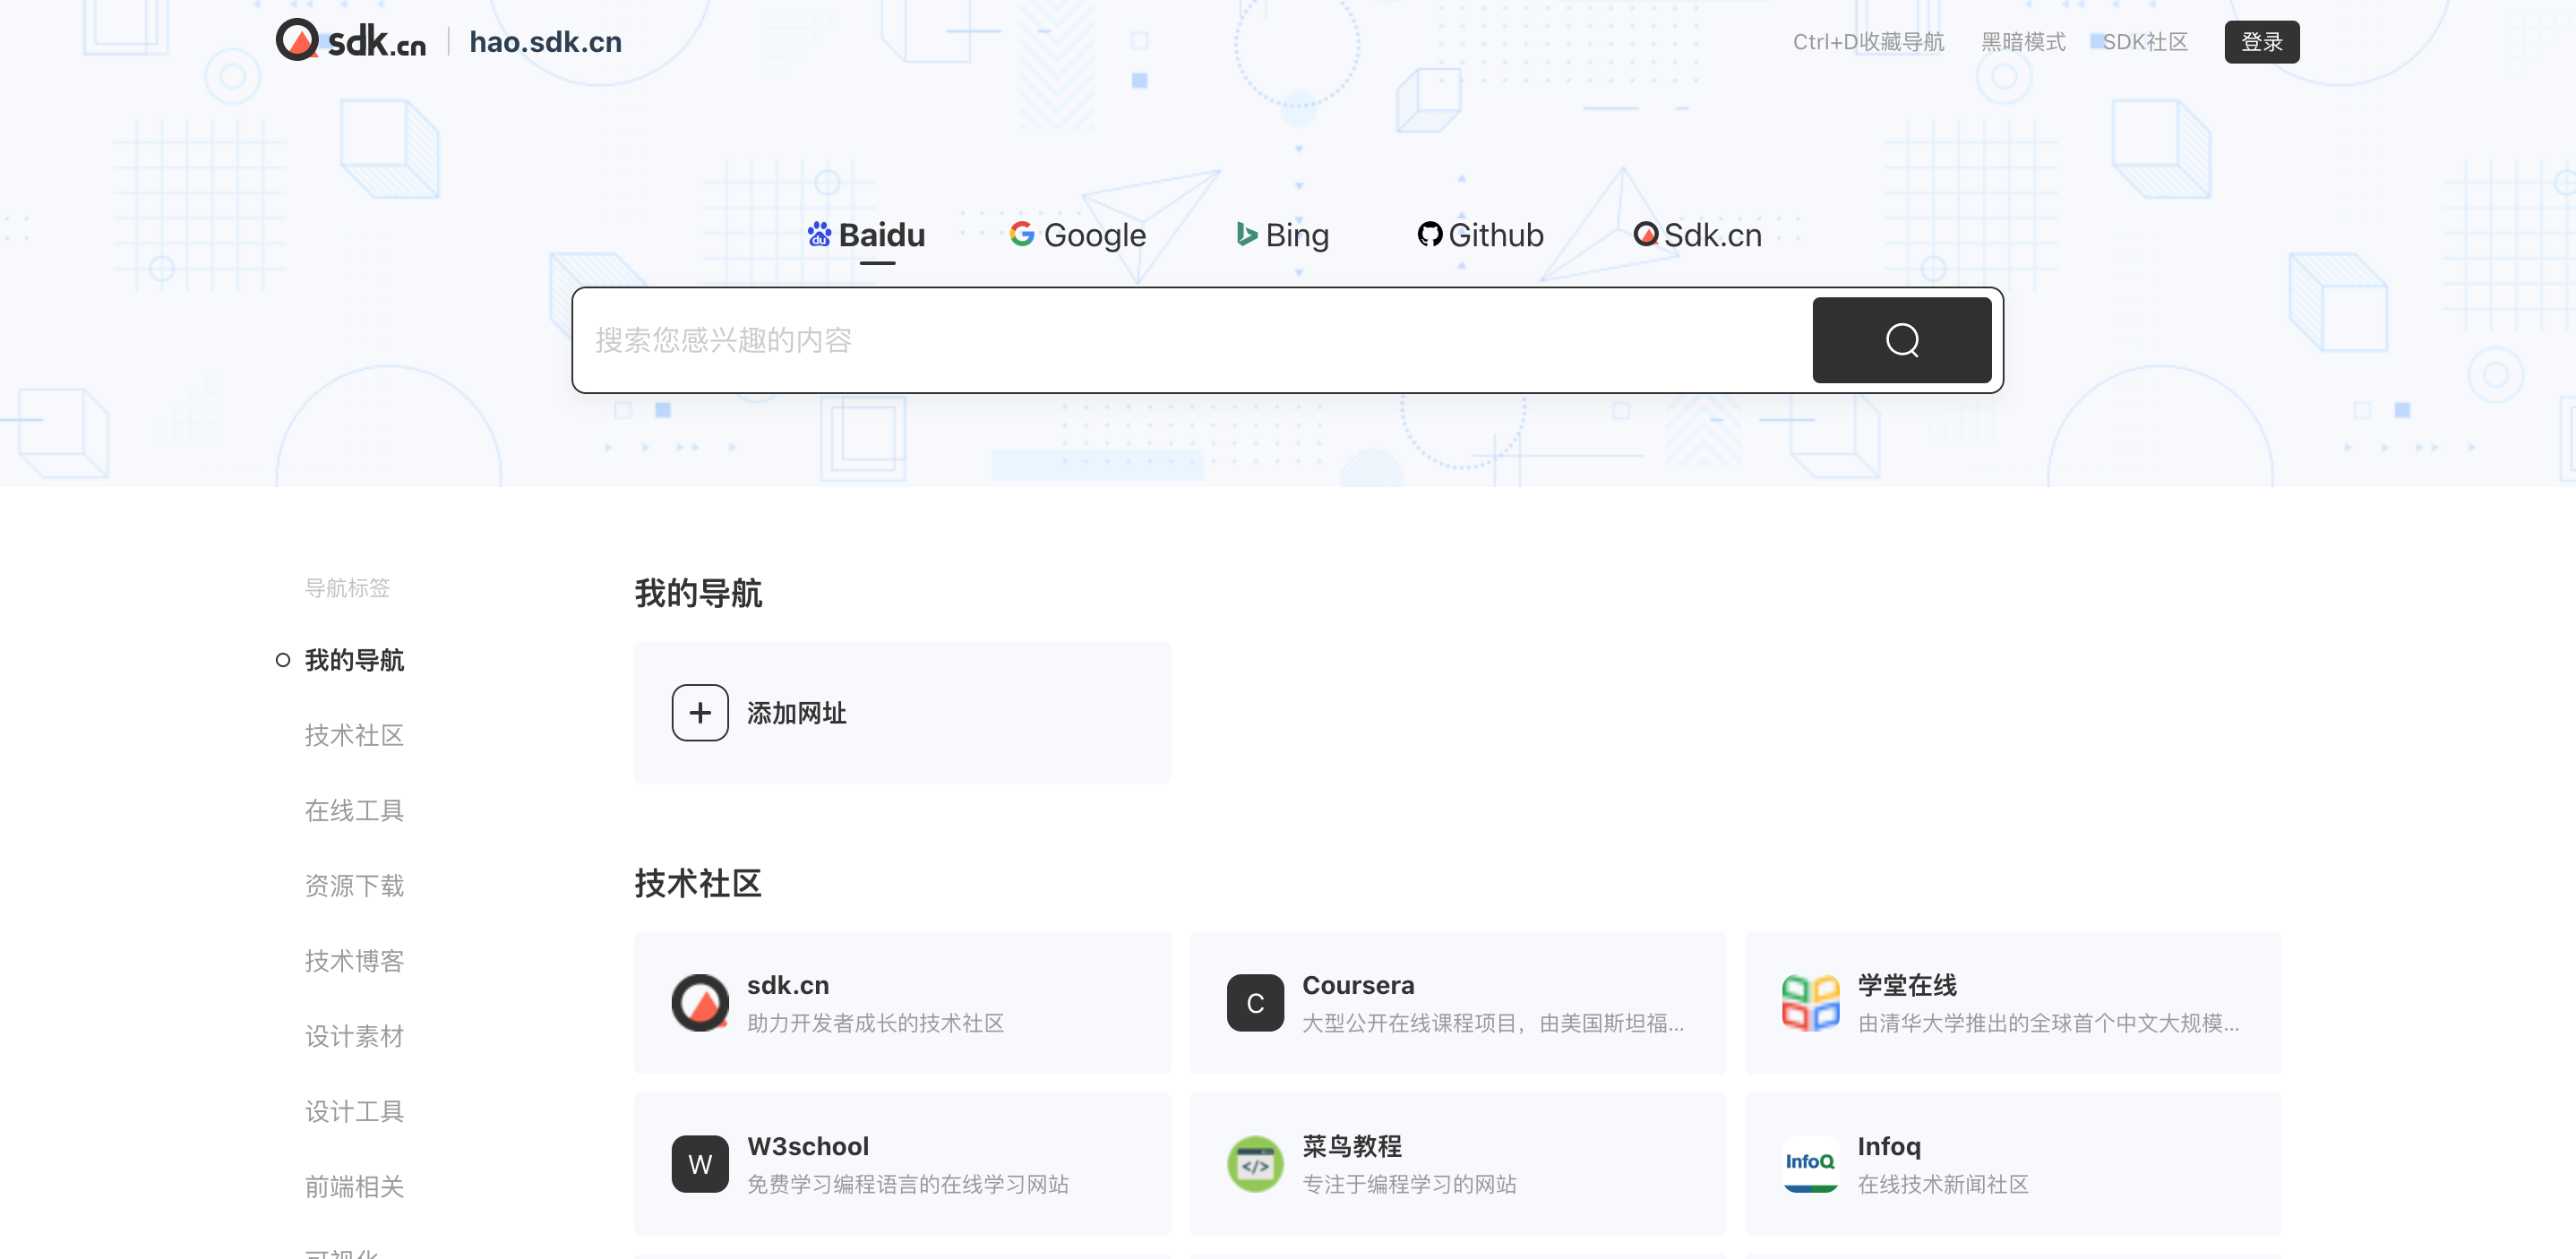 sdk.cn
hao.sdk.cn
Ctrl+D收藏导航
黑暗模式
SDK社区
登录
Baidu
Google
Bing
Github
Sdk.cn
搜索您感兴趣的内容
导航标签
我的导航
技术社区
在线工具
资源下载
技术博客
设计素材
设计工具
前端相关
可视化
我的导航
添加网址
技术社区
sdk.cn
助力开发者成长的技术社区
C
Coursera
大型公开在线课程项目，由美国斯坦福...
学堂在线
由清华大学推出的全球首个中文大规模...
W
W3school
免费学习编程语言的在线学习网站
菜鸟教程
专注于编程学习的网站
InfoQ
Infoq
在线技术新闻社区